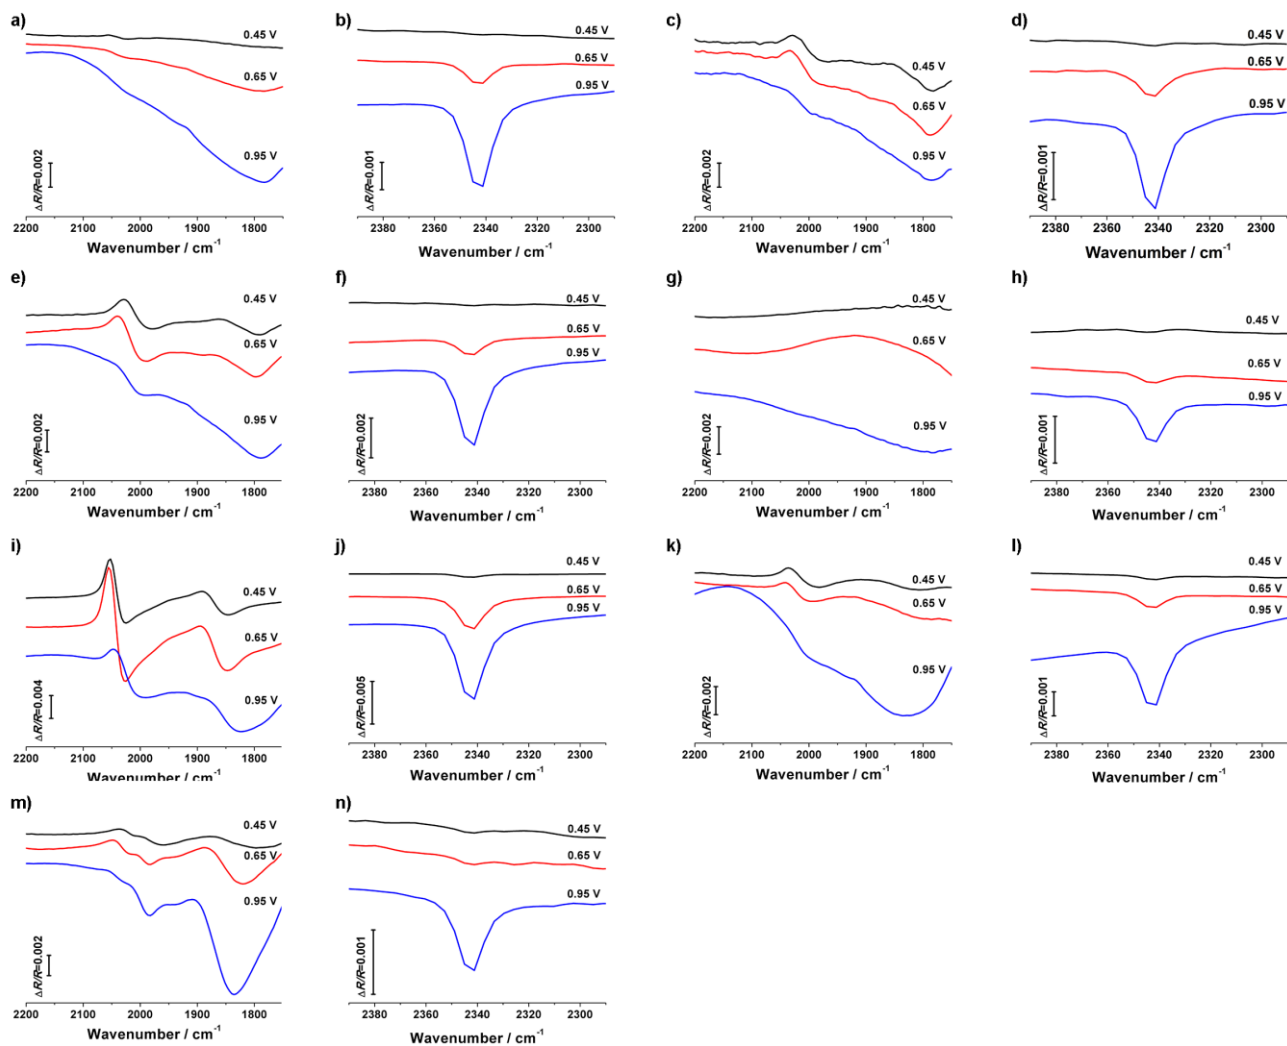 a)
0.45 V
0.65 V
0.95 V
ΔR/R=0.002
2200 2100 2000 1900 1800
Wavenumber / cm⁻¹
b)
0.45 V
0.65 V
0.95 V
ΔR/R=0.001
2380 2360 2340 2320 2300
Wavenumber / cm⁻¹
c)
0.45 V
0.65 V
0.95 V
ΔR/R=0.002
2200 2100 2000 1900 1800
Wavenumber / cm⁻¹
d)
0.45 V
0.65 V
0.95 V
ΔR/R=0.001
2380 2360 2340 2320 2300
Wavenumber / cm⁻¹
e)
0.45 V
0.65 V
0.95 V
ΔR/R=0.002
2200 2100 2000 1900 1800
Wavenumber / cm⁻¹
f)
0.45 V
0.65 V
0.95 V
ΔR/R=0.002
2380 2360 2340 2320 2300
Wavenumber / cm⁻¹
g)
0.45 V
0.65 V
0.95 V
ΔR/R=0.002
2200 2100 2000 1900 1800
Wavenumber / cm⁻¹
h)
0.45 V
0.65 V
0.95 V
ΔR/R=0.001
2380 2360 2340 2320 2300
Wavenumber / cm⁻¹
i)
0.45 V
0.65 V
0.95 V
ΔR/R=0.004
2200 2100 2000 1900 1800
Wavenumber / cm⁻¹
j)
0.45 V
0.65 V
0.95 V
ΔR/R=0.005
2380 2360 2340 2320 2300
Wavenumber / cm⁻¹
k)
0.45 V
0.65 V
0.95 V
ΔR/R=0.002
2200 2100 2000 1900 1800
Wavenumber / cm⁻¹
l)
0.45 V
0.65 V
0.95 V
ΔR/R=0.001
2380 2360 2340 2320 2300
Wavenumber / cm⁻¹
m)
0.45 V
0.65 V
0.95 V
ΔR/R=0.002
2200 2100 2000 1900 1800
Wavenumber / cm⁻¹
n)
0.45 V
0.65 V
0.95 V
ΔR/R=0.001
2380 2360 2340 2320 2300
Wavenumber / cm⁻¹